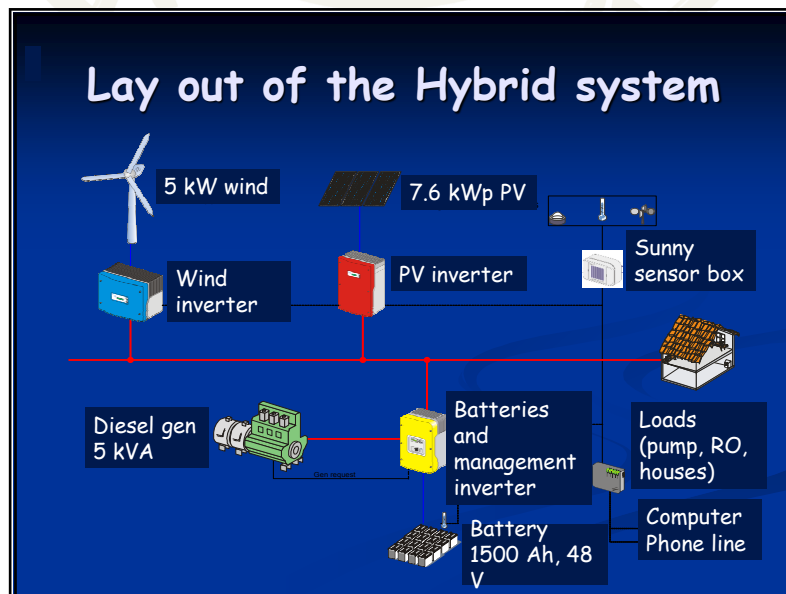 Lay out of the Hybrid system
5 kW wind
7.6 kWp PV
Sunny
sensor box
Wind
inverter
PV inverter
Diesel gen
5 kVA
Gen request
Batteries
and
management
inverter
Loads
(pump, RO,
houses)
Battery
1500 Ah, 48
V
Computer
Phone line